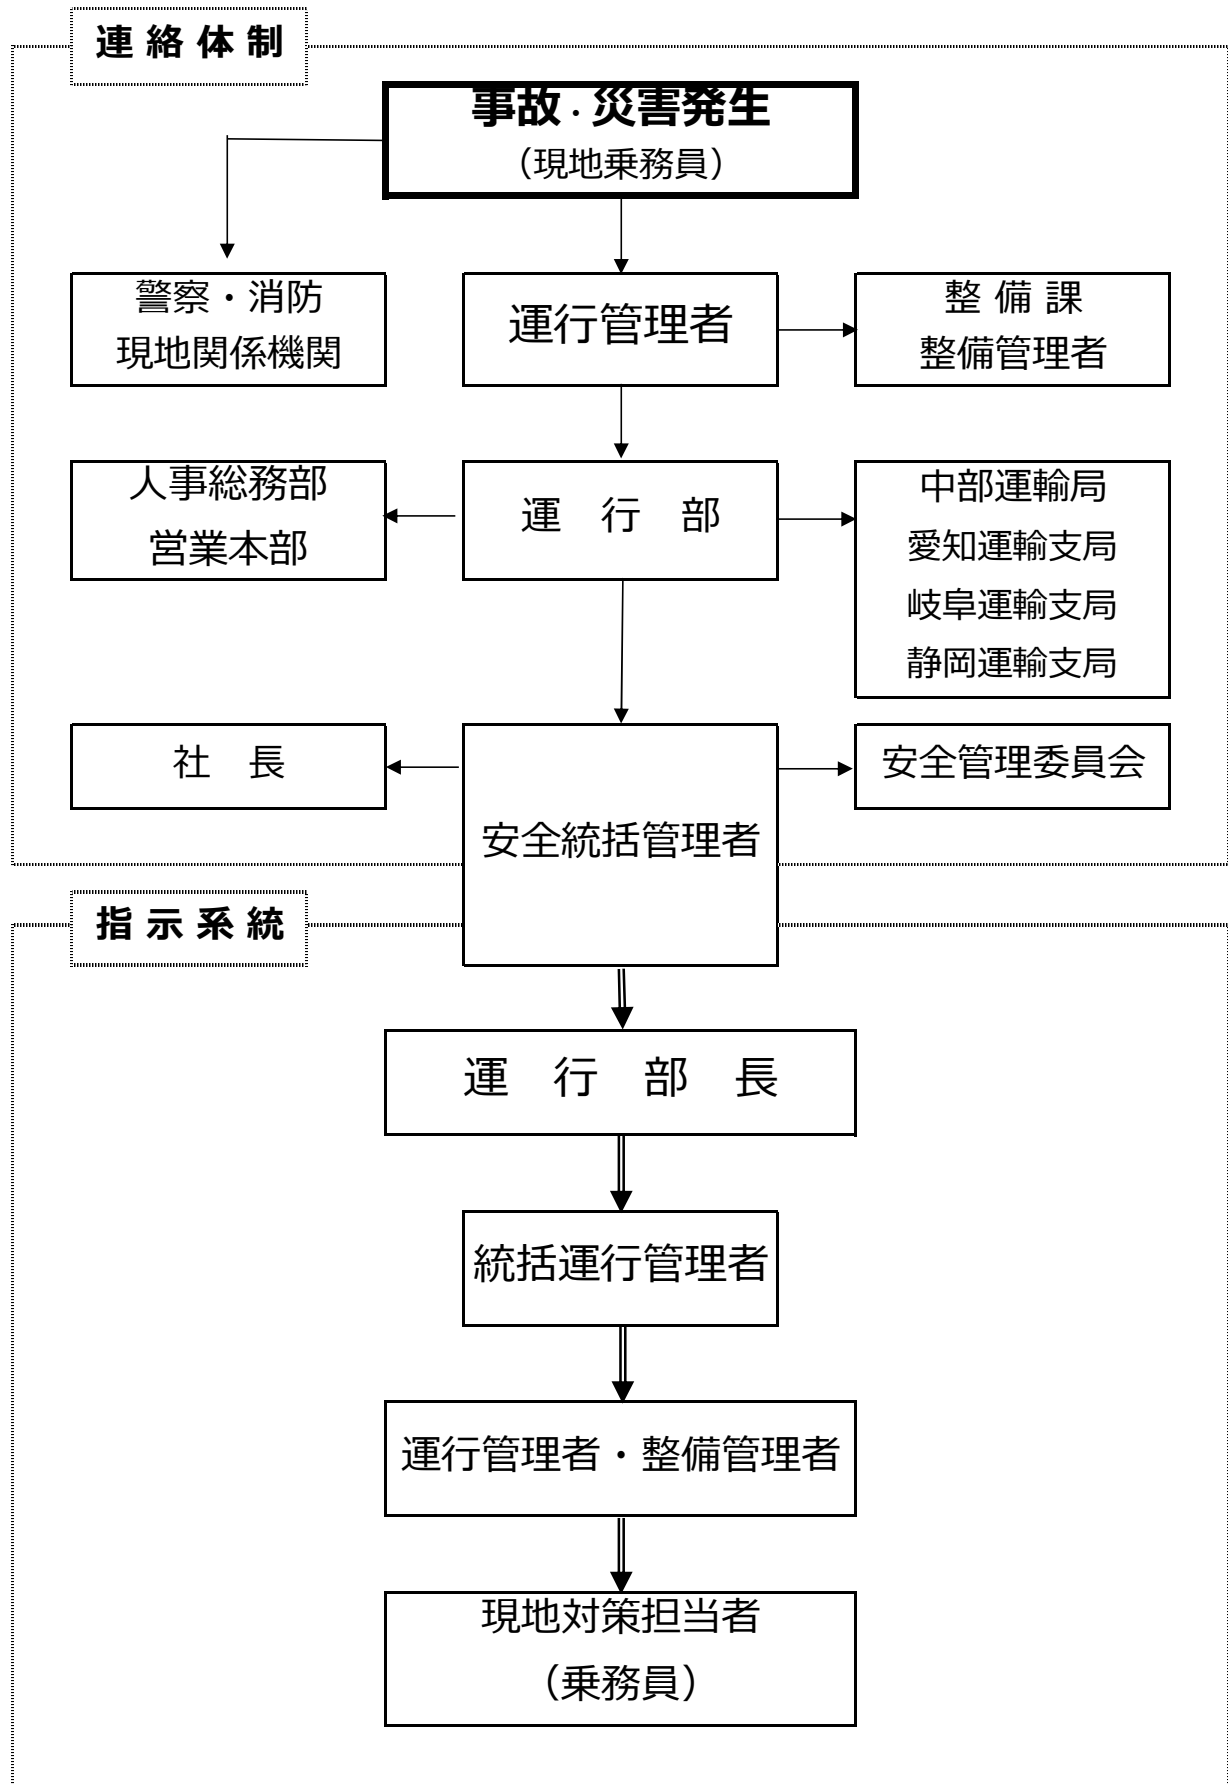 連絡体制
事故・災害発生
（現地乗務員）
警察・消防
現地関係機関
運行管理者
整備課
整備管理者
人事総務部
営業本部
運　行　部
中部運輸局
愛知運輸支局
岐阜運輸支局
静岡運輸支局
社　長
安全統括管理者
安全管理委員会
指示系統
運　行　部　長
統括運行管理者
運行管理者・整備管理者
現地対策担当者
（乗務員）